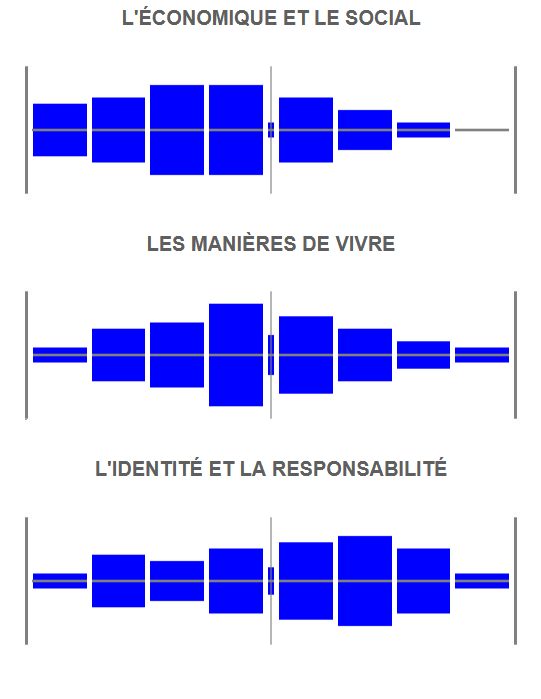 L'ÉCONOMIQUE ET LE SOCIAL
LES MANIÈRES DE VIVRE
L'IDENTITÉ ET LA RESPONSABILITÉ